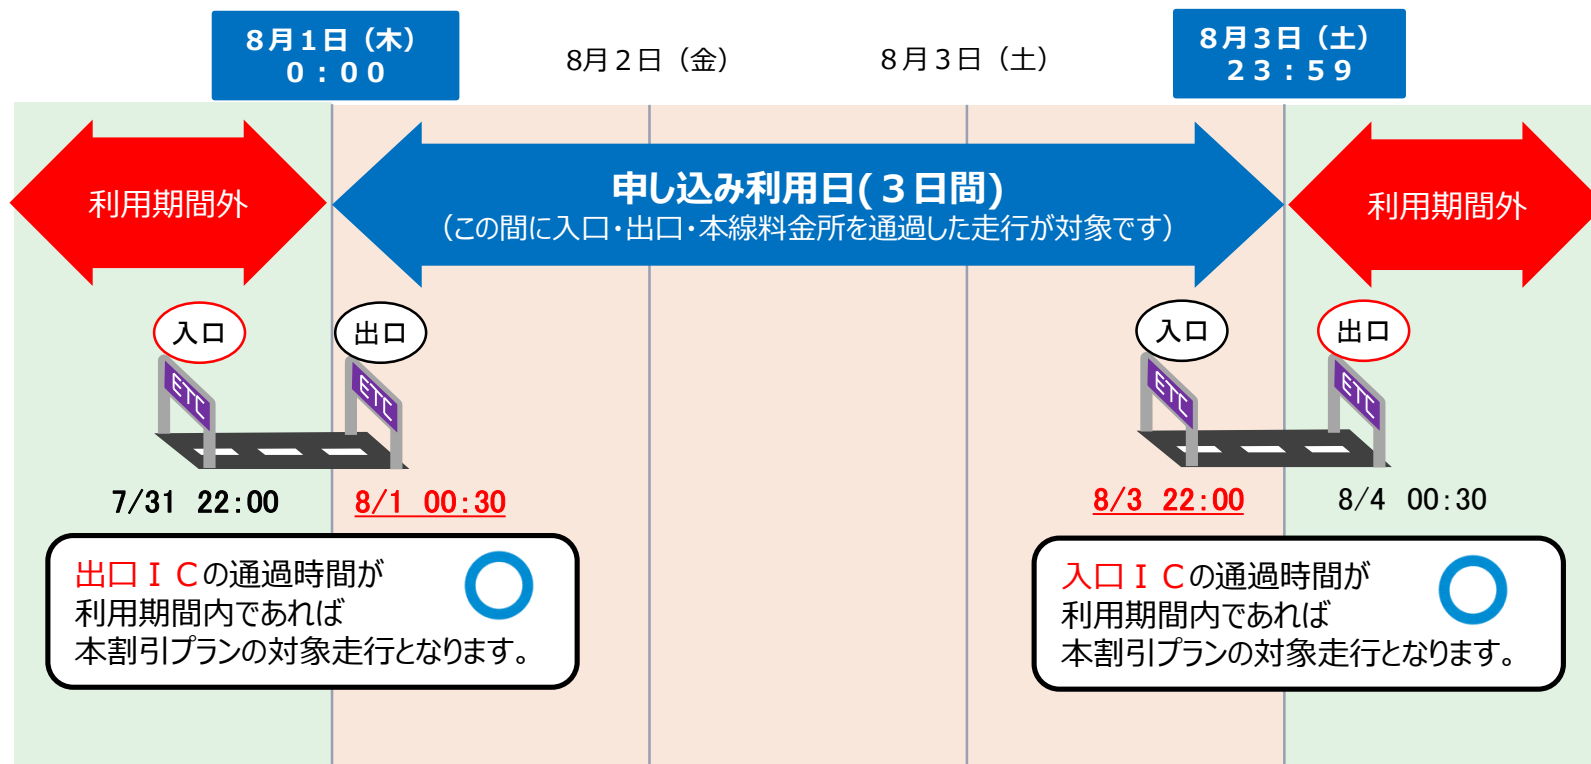 8月1日（木）
0：00
8月２日（金）
８月３日（土）
8月3日（土）
23：59
利用期間外
申し込み利用日(３日間)
（この間に入口・出口・本線料金所を通過した走行が対象です）
利用期間外
入口
出口
入口
出口
ETC
ETC
ETC
ETC
7/31 22:00
8/1 00:30
8/3 22:00
8/4 00:30
出口ＩＣの通過時間が
利用期間内であれば
本割引プランの対象走行となります。
入口ＩＣの通過時間が
利用期間内であれば
本割引プランの対象走行となります。